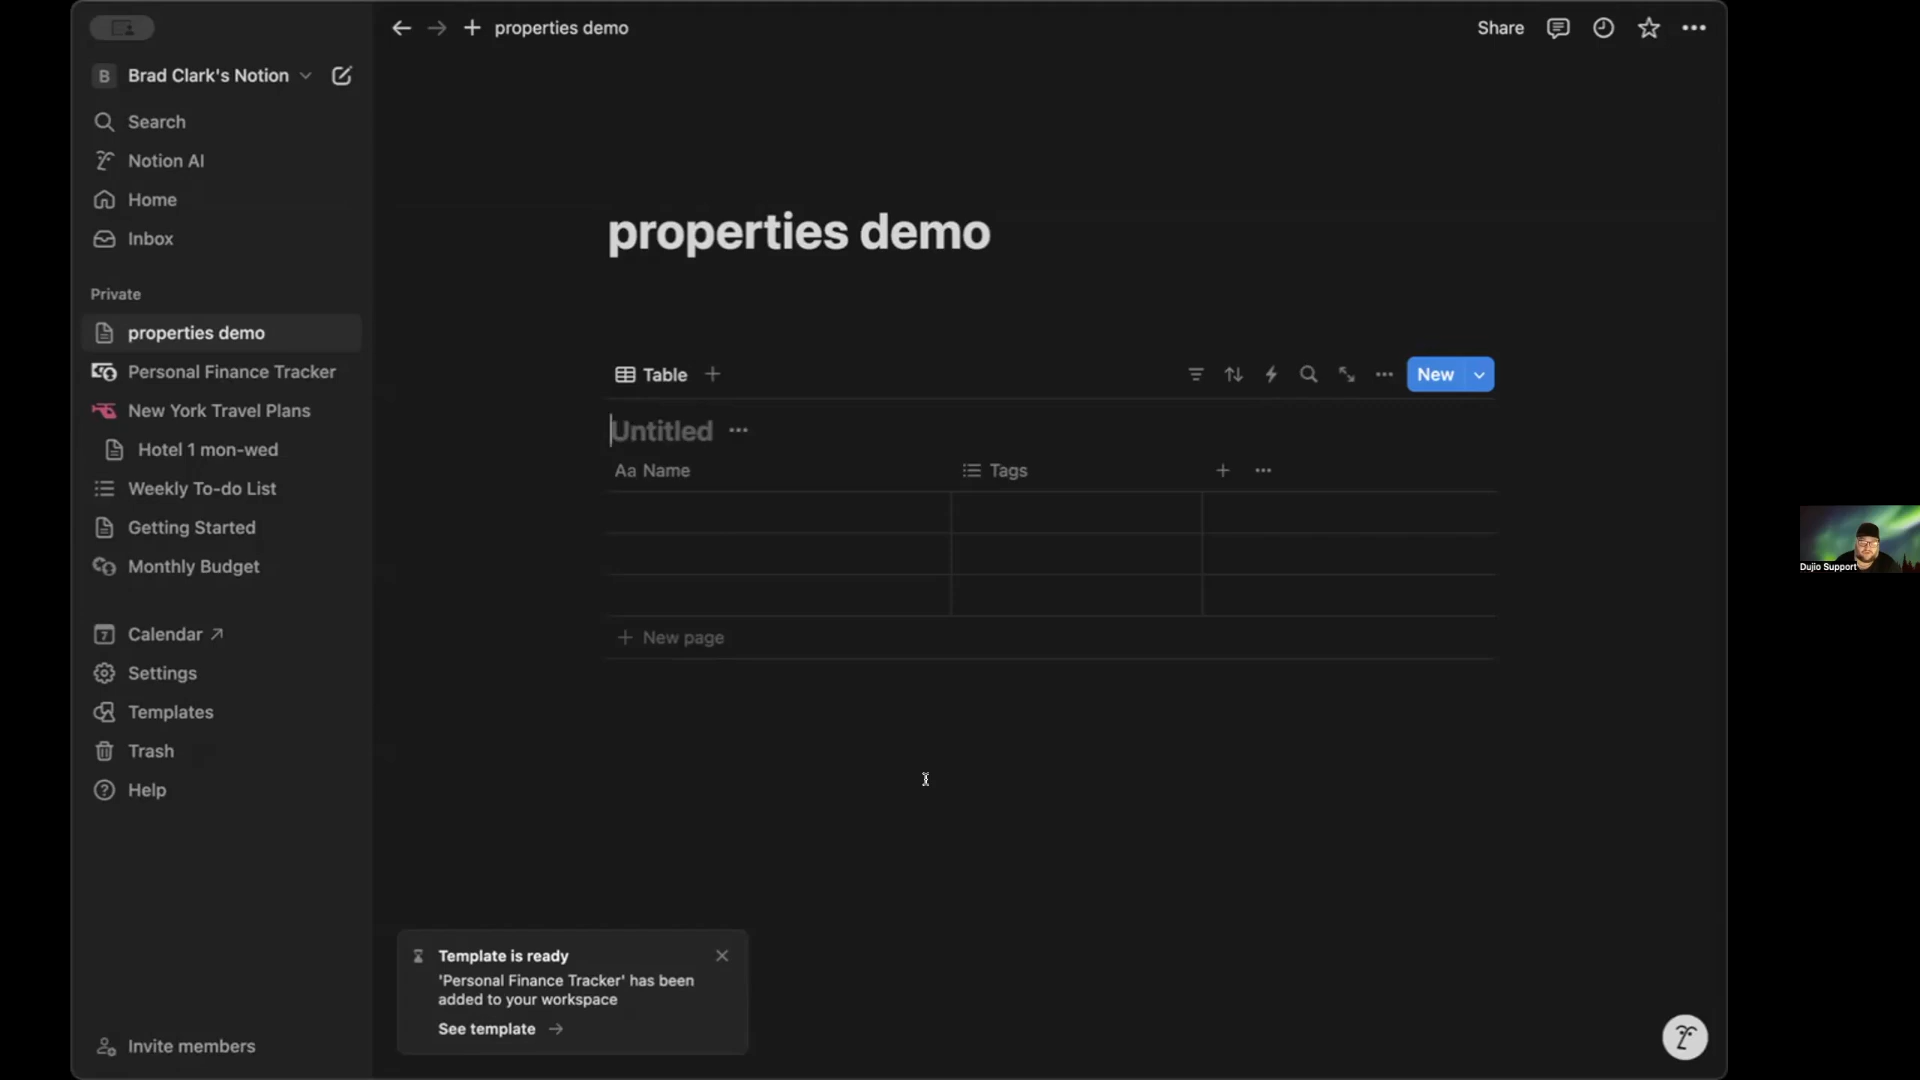 properties demo
Share
B Brad Clark's Notion
Search
Notion AI
Home
Inbox
Private
properties demo
Personal Finance Tracker
New York Travel Plans
Hotel 1 mon-wed
Weekly To-do List
Getting Started
Monthly Budget
7 Calendar
Settings
Templates
Trash
Help
Invite members
properties demo
Table
New
Untitled
Aa Name
Tags
New page
Template is ready
'Personal Finance Tracker' has been
added to your workspace
See template
Dujio Support